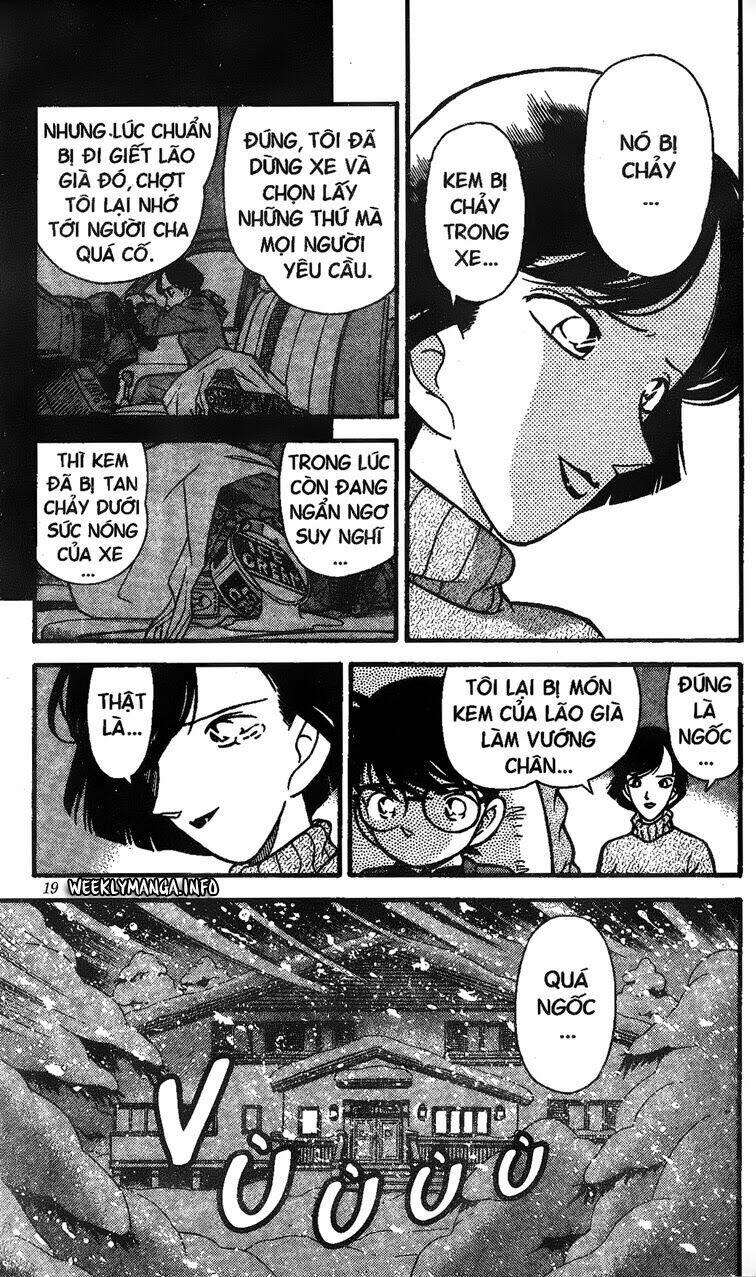 NÓ BỊ
CHẢY
...
KEM BỊ
CHẢY
TRONG
XE...
ĐÚNG, TÔI ĐÃ
DỪNG XE VÀ
CHỌN LẤY
NHỮNG THỨ MÀ
MỌI NGƯỜI
YÊU CẦU.
NHƯNG LÚC CHUẨN
BỊ ĐI GIẾT LÃO
GIÀ ĐÓ, CHỢT
TÔI LẠI NHỚ
TỚI NGƯỜI CHA
QUÁ CỐ.
TRONG LÚC
CÒN ĐANG
NGẨN NGƠ
SUY NGHĨ
...
THÌ KEM
ĐÃ BỊ TAN
CHẢY DƯỚI
SỨC NÓNG
CỦA XE
...
ĐÚNG
LÀ
NGỐC
...
TÔI LẠI BỊ MÓN
KEM CỦA LÃO GIÀ
LÀM VƯỚNG
CHÂN...
THẬT
LÀ...
19 WEEKLYMANGA.INFO
QUÁ
NGỐC
...
VÙÙÙÙ